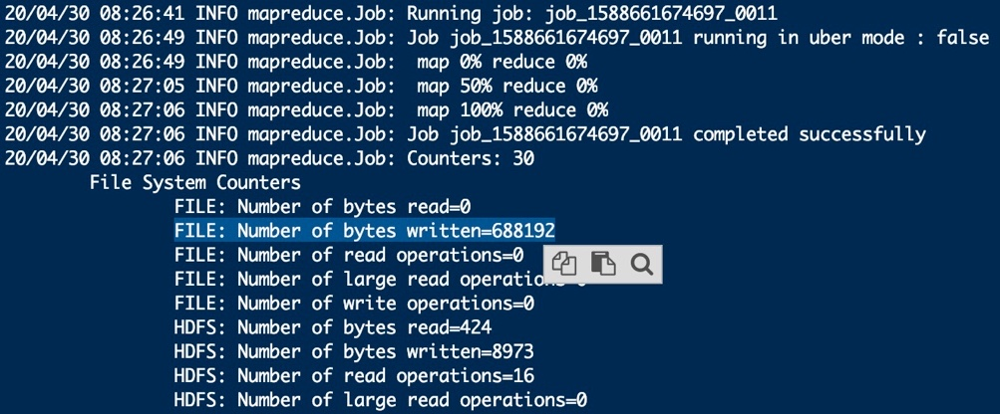 20/04/30 08:26:41 INFO mapreduce.Job: Running job: job_1588661674697_0011
20/04/30 08:26:49 INFO mapreduce.Job: Job job_1588661674697_0011 running in uber mode : false
20/04/30 08:26:49 INFO mapreduce.Job:  map 0% reduce 0%
20/04/30 08:27:05 INFO mapreduce.Job:  map 50% reduce 0%
20/04/30 08:27:06 INFO mapreduce.Job:  map 100% reduce 0%
20/04/30 08:27:06 INFO mapreduce.Job: Job job_1588661674697_0011 completed successfully
20/04/30 08:27:06 INFO mapreduce.Job: Counters: 30
File System Counters
FILE: Number of bytes read=0
FILE: Number of bytes written=688192
FILE: Number of read operations=0
FILE: Number of large read
FILE: Number of write operations=0
HDFS: Number of bytes read=424
HDFS: Number of bytes written=8973
HDFS: Number of read operations=16
HDFS: Number of large read operations=0